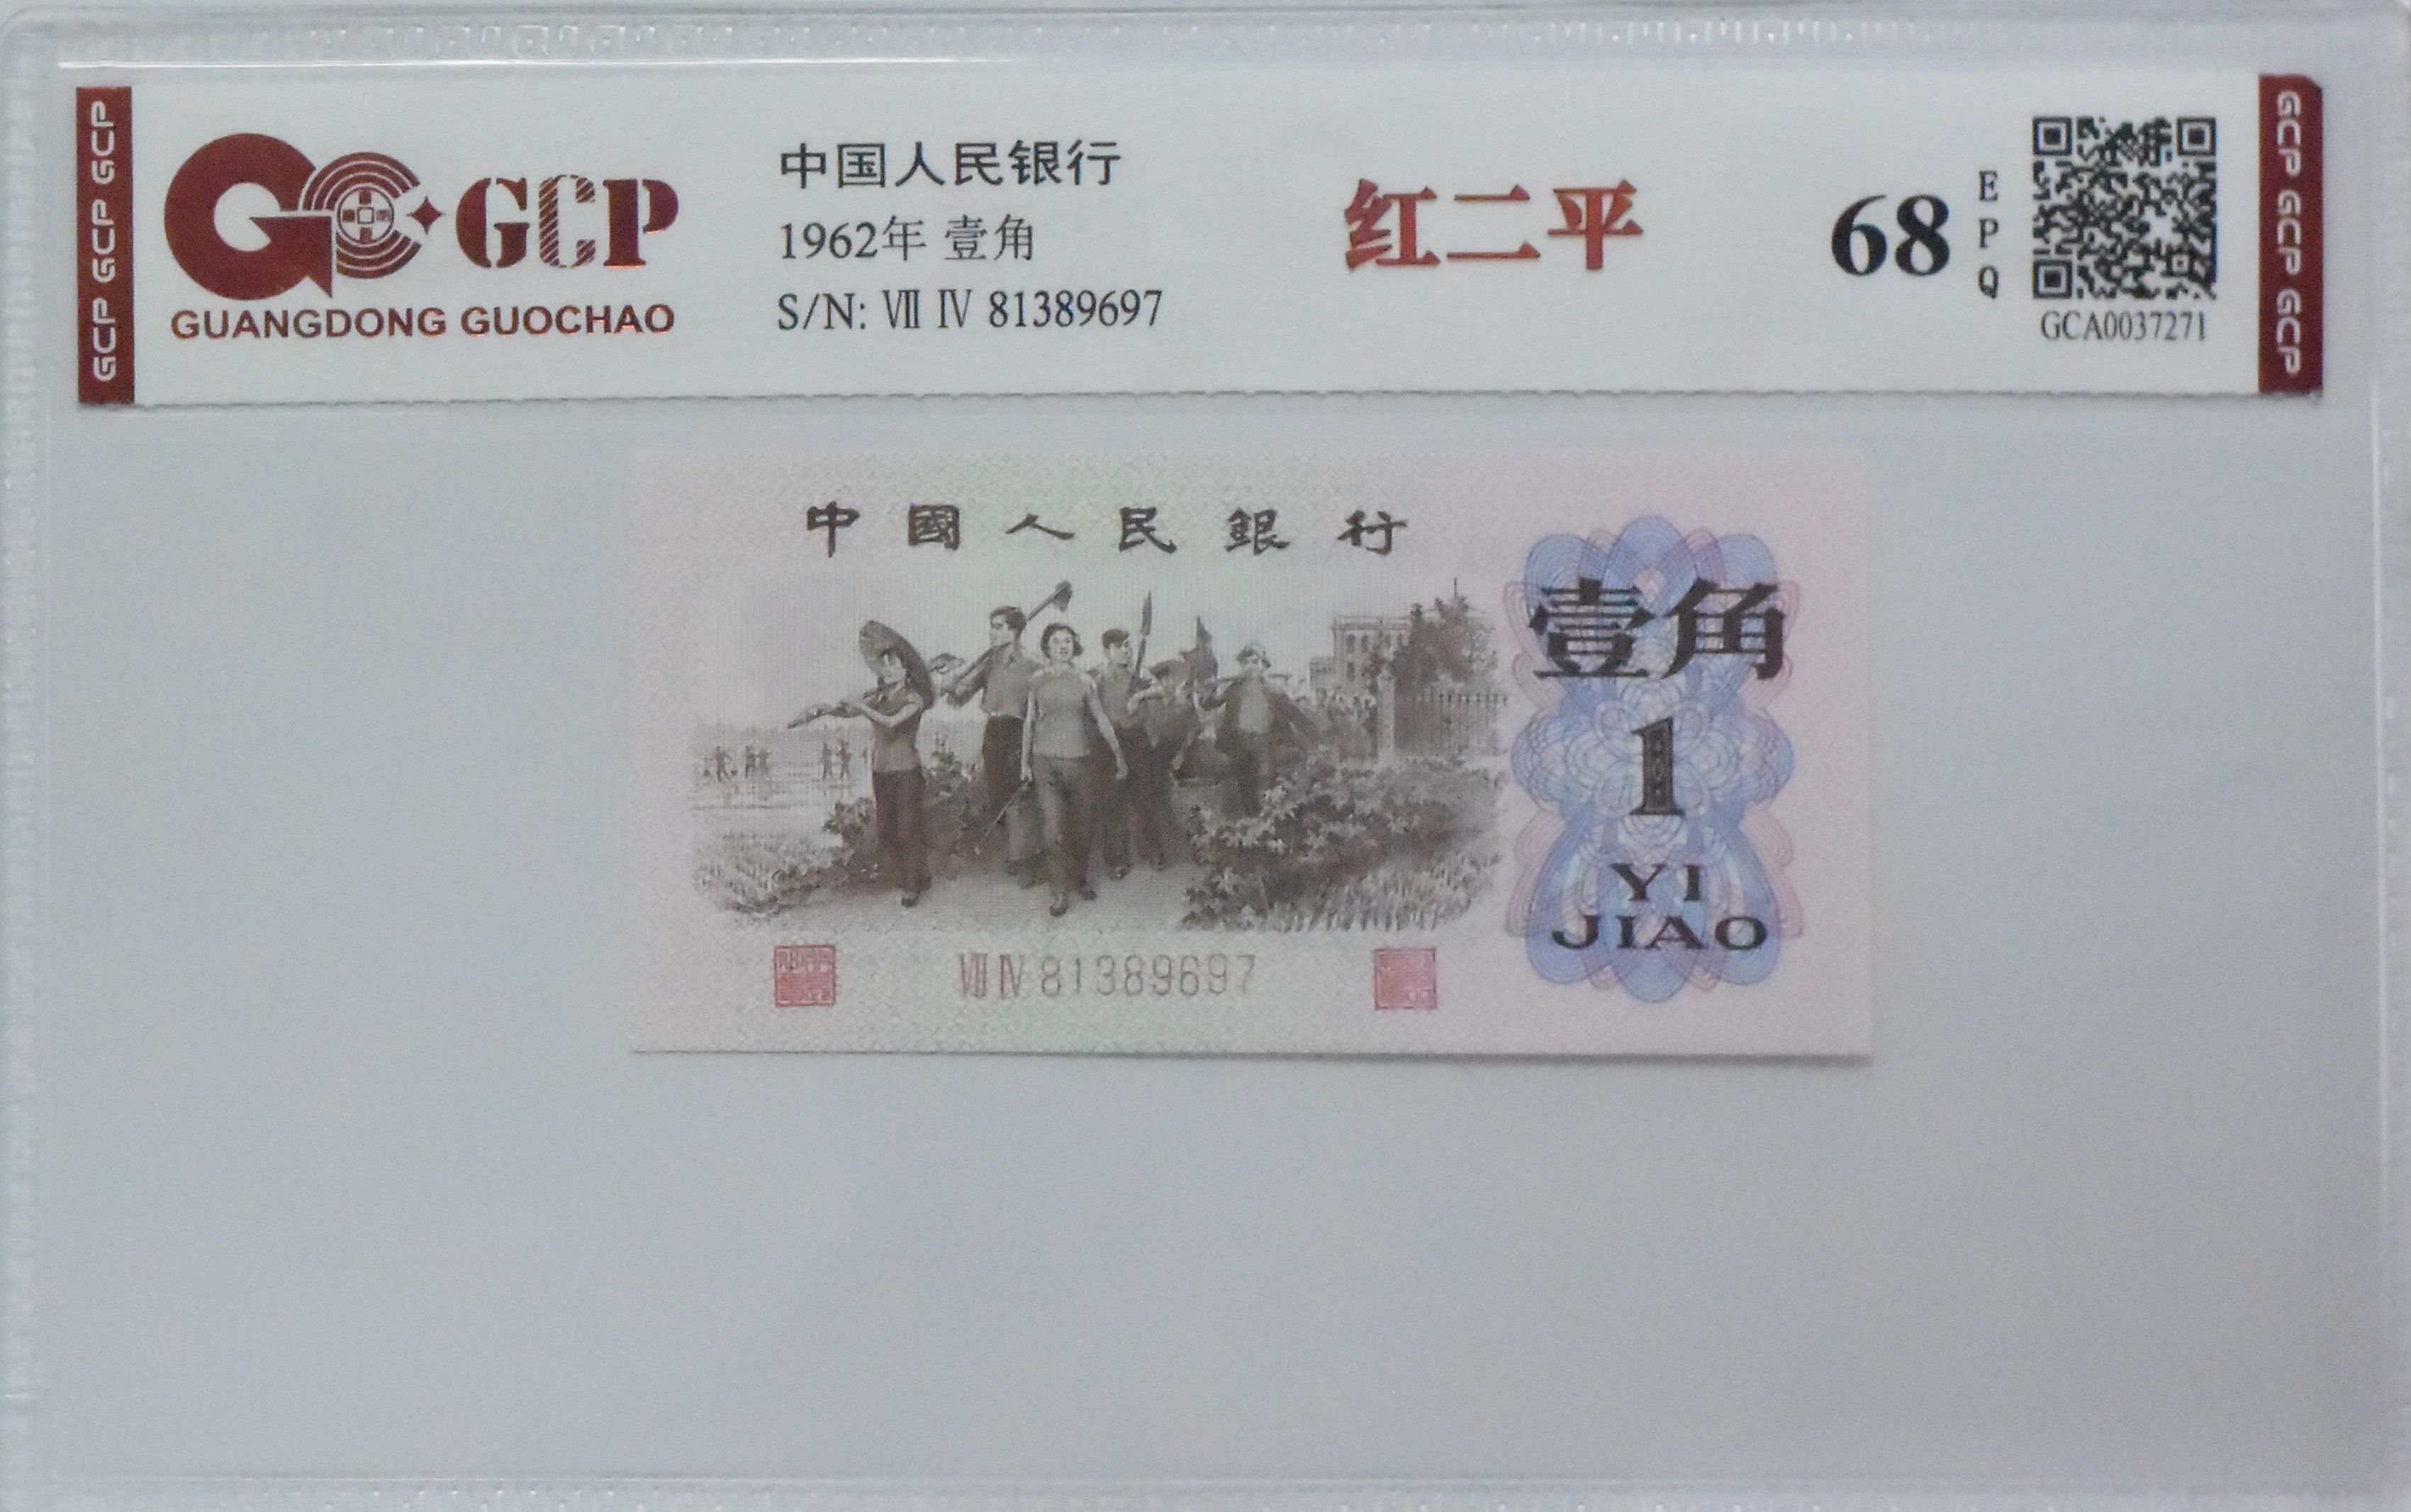 GCP GCP GCP
GCP
GUANGDONG GUOCHAO
中国人民银行
1962年 壹角
S/N: Ⅶ Ⅳ 81389697
红二平
68
EPQ
GCA0037271
GCP GCP GCP
中國人民銀行
壹角
1
YI
JIAO
Ⅶ Ⅳ 81389697